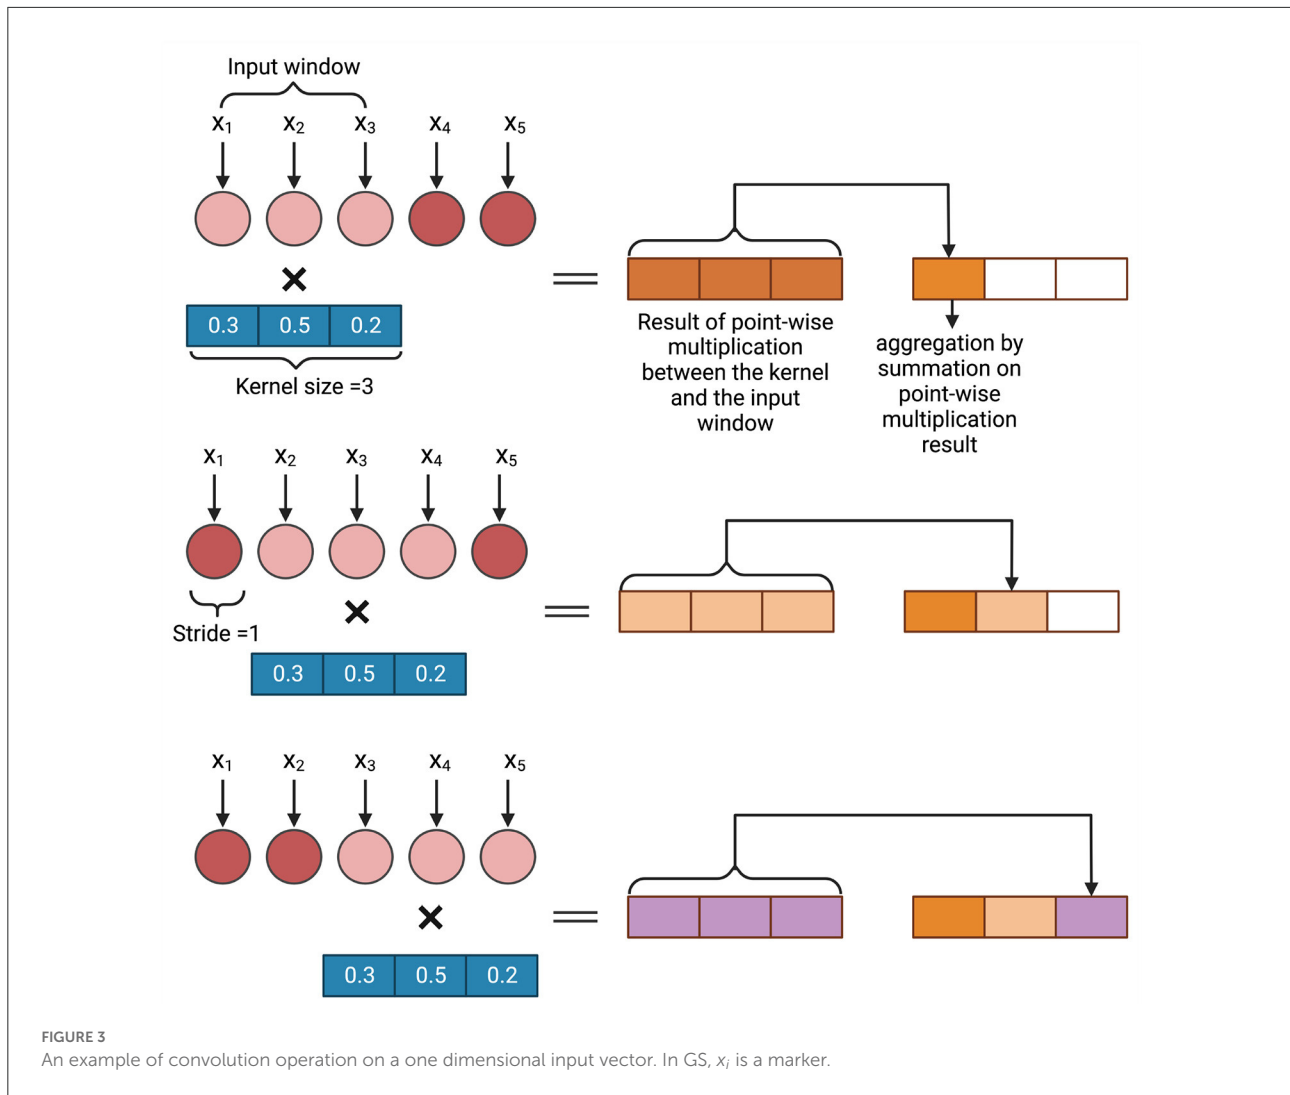 Input window
x₁ x₂ x₃ x₄ x₅
0.3 0.5 0.2
Kernel size =3
Result of point-wise
multiplication
between the kernel
and the input
window
aggregation by
summation on
point-wise
multiplication
result
x₁ x₂ x₃ x₄ x₅
Stride =1
0.3 0.5 0.2
x₁ x₂ x₃ x₄ x₅
0.3 0.5 0.2
FIGURE 3
An example of convolution operation on a one dimensional input vector. In GS, xᵢ is a marker.